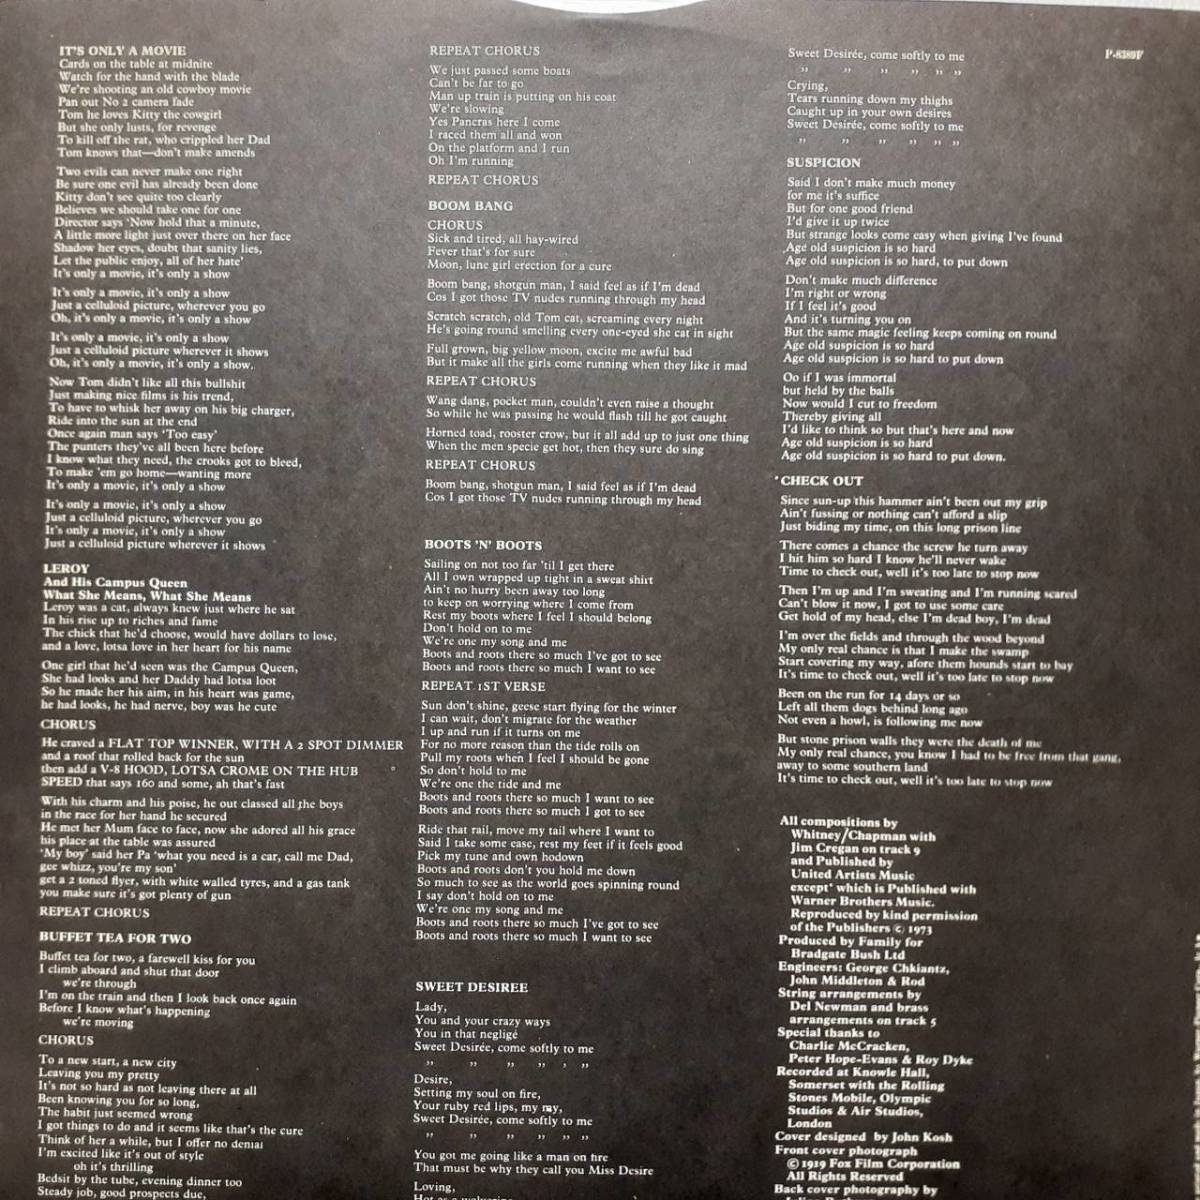 IT'S ONLY A MOVIE
Cards on the table at midnite
Watch for the hand with the blade
We're shooting an old cowboy movie
Pan out No 2 camera fade
Tom he loves Kitty the cowgirl
But she only lusts, for revenge
To kill off the rat, who crippled her Dad
Tom knows that—don't make amends
Two evils can never make one right
Be sure one evil has already been done
Kitty don't see quite too clearly
Believes we should take one for one
Director says 'Now hold that a minute,
A little more light just over there on her face
Shadow her eyes, doubt that sanity lies,
Let the public enjoy, all of her hate'
It's only a movie, it's only a show
It's only a movie, it's only a show
Just a celluloid picture, wherever you go
Oh, it's only a movie, it's only a show
It's only a movie, it's only a show
Just a celluloid picture wherever it shows
Oh, it's only a movie, it's only a show.
Now Tom didn't like all this bullshit
Just making nice films is his trend,
To have to whisk her away on his big charger,
Ride into the sun at the end
Once again man says 'Too easy'
The punters they've all been here before
I know what they need, the crooks got to bleed,
To make 'em go home—wanting more
It's only a movie, it's only a show
It's only a movie, it's only a show
Just a celluloid picture, wherever you go
It's only a movie, it's only a show
Just a celluloid picture wherever it shows
LEROY
And His Campus Queen
What She Means, What She Means
Leroy was a cat, always knew just where he sat
In his rise up to riches and fame
The chick that he'd choose, would have dollars to lose,
and a love, lotsa love in her heart for his name
One girl that he'd seen was the Campus Queen,
She had looks and her Daddy had lotsa loot
So he made her his aim, in his heart was game,
he had looks, he had nerve, boy was he cute
CHORUS
He craved a FLAT TOP WINNER, WITH A 2 SPOT DIMMER
and a roof that rolled back for the sun
then add a V-8 HOOD, LOTSA CROME ON THE HUB
SPEED that says 160 and some, ah that's fast
With his charm and his poise, he out classed all the boys
in the race for her hand he secured
He met her Mum face to face, now she adored all his grace
his place at the table was assured
'My boy' said her Pa 'what you need is a car, call me Dad,
gee whizz, you're my son'
get a 2 toned flyer, with white walled tyres, and a gas tank
you make sure it's got plenty of gun
REPEAT CHORUS
BUFFET TEA FOR TWO
Buffet tea for two, a farewell kiss for you
I climb aboard and shut that door
we're through
I'm on the train and then I look back once again
Before I know what's happening
we're moving
CHORUS
To a new start, a new city
Leaving you my pretty
It's not so hard as not leaving there at all
Been knowing you for so long,
The habit just seemed wrong
I got things to do and it seems like that's the cure
Think of her a while, but I offer no denial
I'm excited like it's out of style
oh it's thrilling
Bedsit by the tube, evening dinner too
Steady job, good prospects due,
REPEAT CHORUS
We just passed some boats
Can't be far to go
Man up train is putting on his coat
We're slowing
Yes Pancras here I come
I raced them all and won
On the platform and I run
Oh I'm running
REPEAT CHORUS
BOOM BANG
CHORUS
Sick and tired, all hay-wired
Fever that's for sure
Moon, lune girl erection for a cure
Boom bang, shotgun man, I said feel as if I'm dead
Cos I got those TV nudes running through my head
Scratch scratch, old Tom cat, screaming every night
He's going round smelling every one-eyed she cat in sight
Full grown, big yellow moon, excite me awful bad
But it make all the girls come running when they like it mad
REPEAT CHORUS
Wang dang, pocket man, couldn't even raise a thought
So while he was passing he would flash till he got caught
Horned toad, rooster crow, but it all add up to just one thing
When the men specie get hot, then they sure do sing
REPEAT CHORUS
Boom bang, shotgun man, I said feel as if I'm dead
Cos I got those TV nudes running through my head
BOOTS 'N' BOOTS
Sailing on not too far 'til I get there
All I own wrapped up tight in a sweat shirt
Ain't no hurry been away too long
to keep on worrying where I come from
Rest my boots where I feel I should belong
Don't hold on to me
We're one my song and me
Boots and roots there so much I've got to see
Boots and roots there so much I want to see
REPEAT 1ST VERSE
Sun don't shine, geese start flying for the winter
I can wait, don't migrate for the weather
I up and run if it turns on me
For no more reason than the tide rolls on
Pull my roots when I feel I should be gone
So don't hold to me
We're one the tide and me
Boots and roots there so much I want to see
Boots and roots there so much I got to see
Ride that rail, move my tail where I want to
Said I take some ease, rest my feet if it feels good
Pick my tune and own hodown
Boots and roots don't you hold me down
So much to see as the world goes spinning round
I say don't hold on to me
We're one my song and me
Boots and roots there so much I've got to see
Boots and roots there so much I want to see
SWEET DESIREE
Lady,
You and your crazy ways
You in that negligé
Sweet Desirée, come softly to me
" " " " , "
Desire,
Setting my soul on fire,
Your ruby red lips, my my,
Sweet Desirée, come softly to me
" " " " " "
You got me going like a man on fire
That must be why they call you Miss Desire
Loving,
Hot as a
Sweet Desirée, come softly to me
" " " " " "
Crying,
Tears running down my thighs
Caught up in your own desires
Sweet Desirée, come softly to me
" " " " " "
SUSPICION
Said I don't make much money
for me it's suffice
But for one good friend
I'd give it up twice
But strange looks come easy when giving I've found
Age old suspicion is so hard
Age old suspicion is so hard, to put down
Don't make much difference
I'm right or wrong
If I feel it's good
And it's turning you on
But the same magic feeling keeps coming on round
Age old suspicion is so hard
Age old suspicion is so hard to put down
Oo if I was immortal
but held by the balls
Now would I cut to freedom
Thereby giving all
I'd like to think so but that's here and now
Age old suspicion is so hard
Age old suspicion is so hard to put down.
'CHECK OUT
Since sun-up this hammer ain't been out my grip
Ain't fussing or nothing can't afford a slip
Just biding my time, on this long prison line
There comes a chance the screw he turn away
I hit him so hard I know he'll never wake
Time to check out, well it's too late to stop now
Then I'm up and I'm sweating and I'm running scared
Can't blow it now, I got to use some care
Get hold of my head, else I'm dead boy, I'm dead
I'm over the fields and through the wood beyond
My only real chance is that I make the swamp
Start covering my way, afore them hounds start to bay
It's time to check out, well it's too late to stop now
Been on the run for 14 days or so
Left all them dogs behind long ago
Not even a howl, is following me now
But stone prison walls they were the death of me
My only real chance, you know I had to be free from that gang,
away to some southern land
It's time to check out, well it's too late to stop now
All compositions by
Whitney/Chapman with
Jim Cregan on track 9
and Published by
United Artists Music
except' which is Published with
Warner Brothers Music.
Reproduced by kind permission
of the Publishers © 1973
Produced by Family for
Bradgate Bush Ltd
Engineers: George Chkiantz,
John Middleton & Rod
String arrangements by
Del Newman and brass
arrangements on track 5
Special thanks to
Charlie McCracken,
Peter Hope-Evans & Roy Dyke
Recorded at Knowle Hall,
Somerset with the Rolling
Stones Mobile, Olympic
Studios & Air Studios,
London
Cover designed by John Kosh
Front cover photograph
© 1919 Fox Film Corporation
All Rights Reserved
Back cover photography by
P-8389V